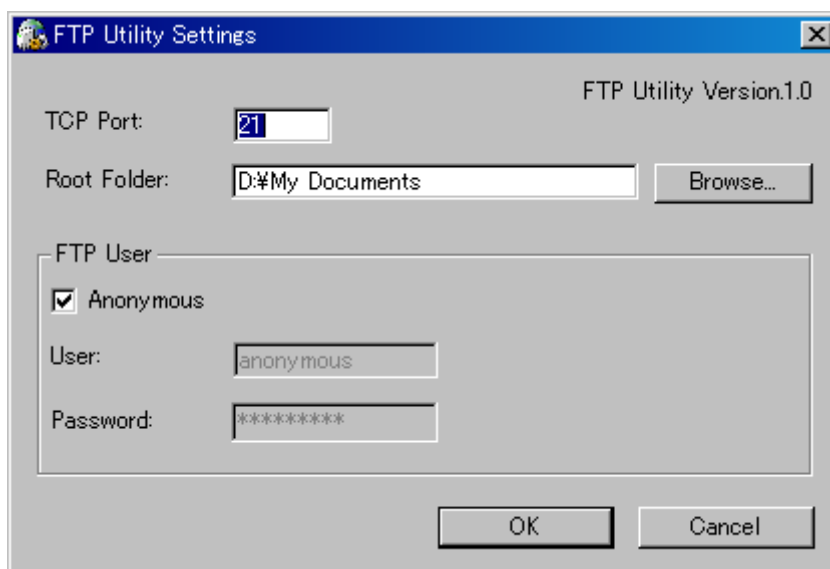 FTP Utility Settings
FTP Utility Version.1.0
TCP Port: 21
Root Folder: D:¥My Documents Browse...
FTP User
Anonymous
User: anonymous
Password: *********
OK Cancel